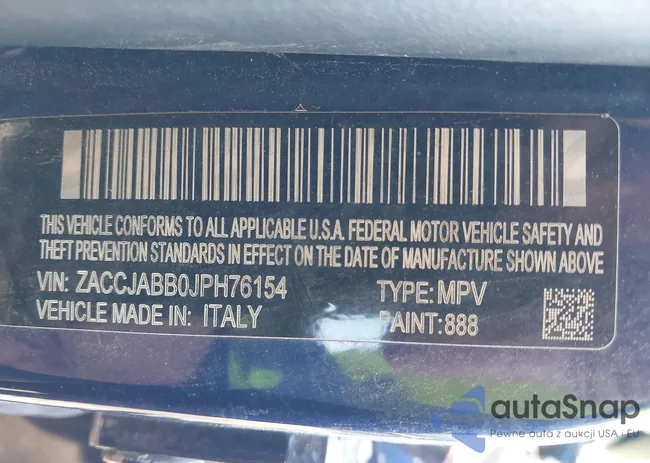 THIS VEHICLE CONFORMS TO ALL APPLICABLE U.S.A. FEDERAL MOTOR VEHICLE SAFETY AND
THEFT PREVENTION STANDARDS IN EFFECT ON THE DATE OF MANUFACTURE SHOWN ABOVE
VIN: ZACCJABB0JPH76154 TYPE: MPV
VEHICLE MADE IN: ITALY PAINT: 888
autaSnap
Pewne auta z aukcji USA i EU